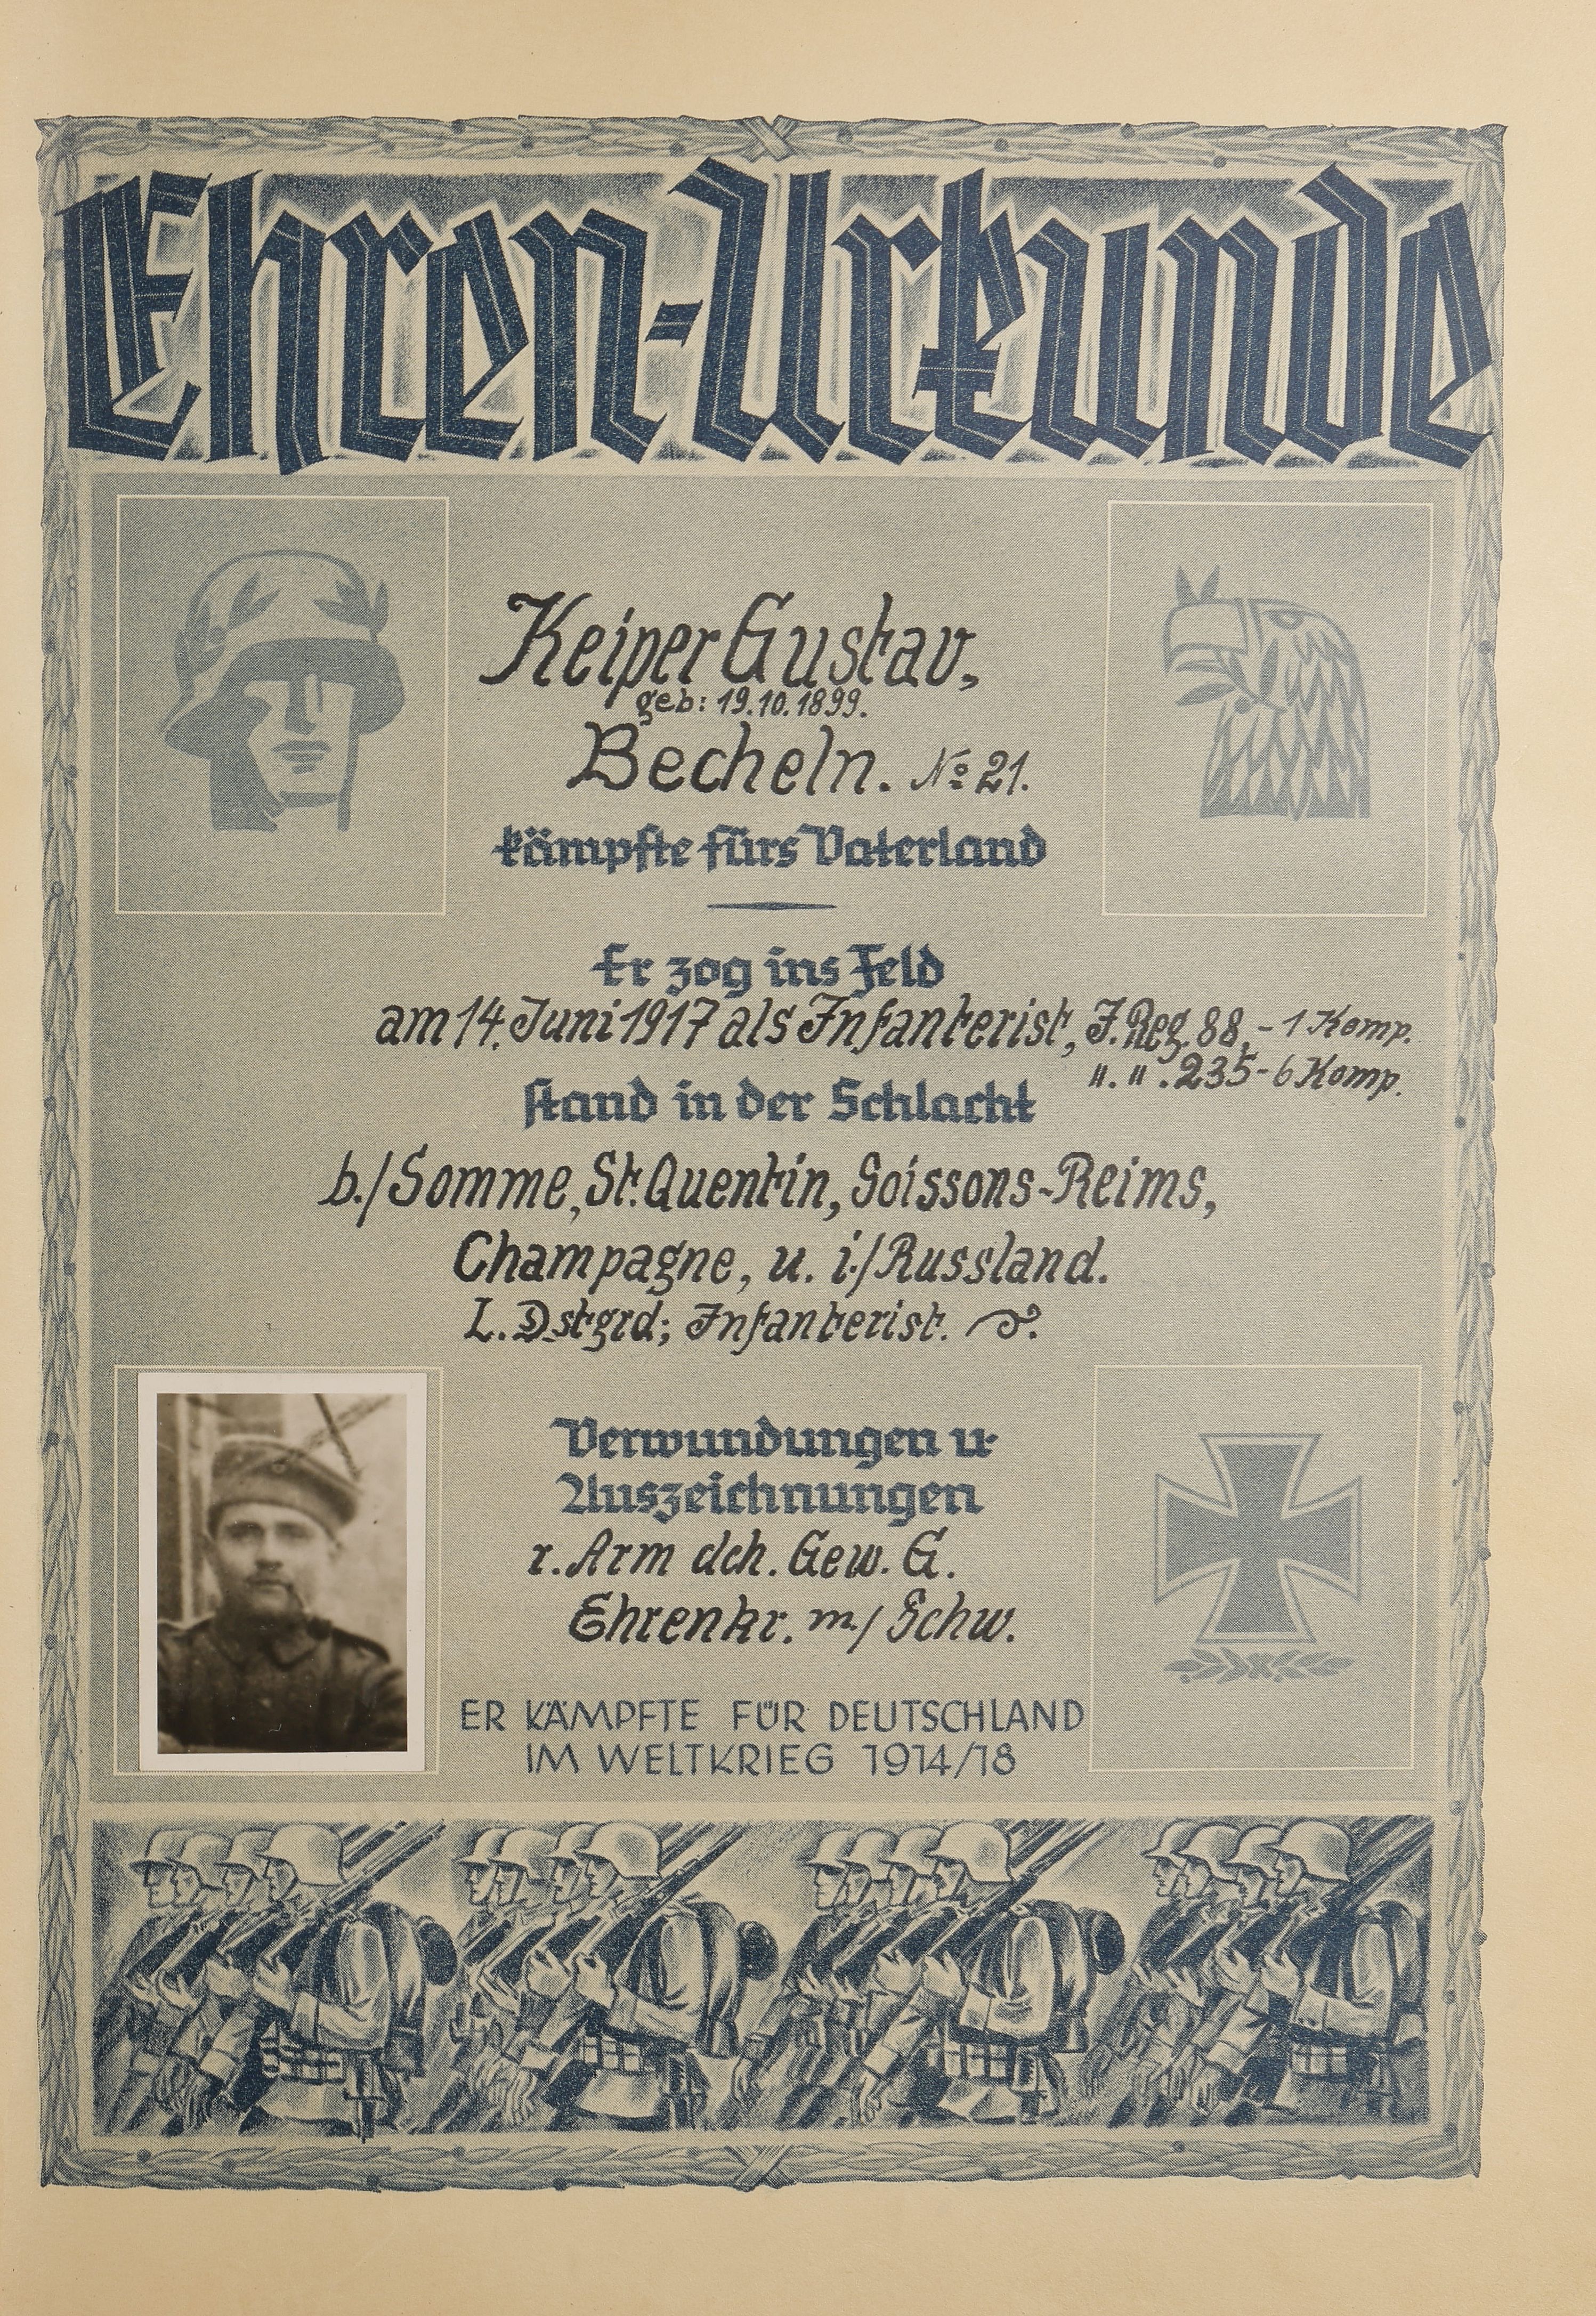 Ehren-Urkunde
Keiper Gustav,
geb: 19.10.1899.
Becheln. No 21.
kämpfte fürs Vaterland
Er zog ins Feld
am 14. Juni 1917 als Infanterist, J. Reg. 88, - 1 Komp.
". " . 235 - 6 Komp.
stand in der Schlacht
b./Somme, St. Quentin, Soissons-Reims,
Champagne, u. i./Russland.
L. Dstgrd; Infanterist.
Verwundungen u
Auszeichnungen
r. Arm dch. Gew. G.
Ehrenkr. m./ Schw.
ER KÄMPFTE FÜR DEUTSCHLAND
IM WELTKRIEG 1914/18